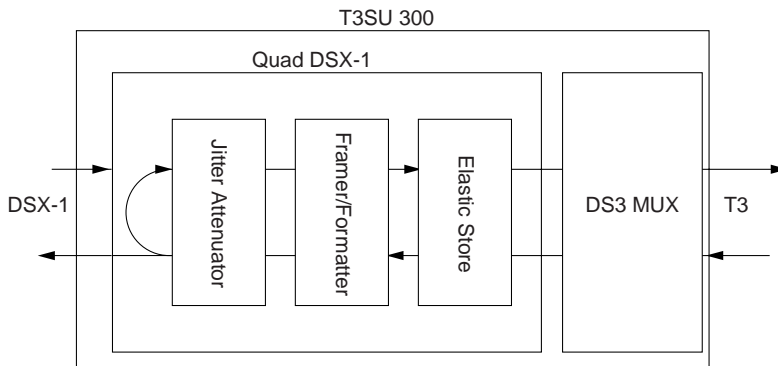 T3SU 300
Quad DSX-1
Jitter Attenuator
Framer/Formatter
Elastic Store
DS3 MUX
DSX-1
T3